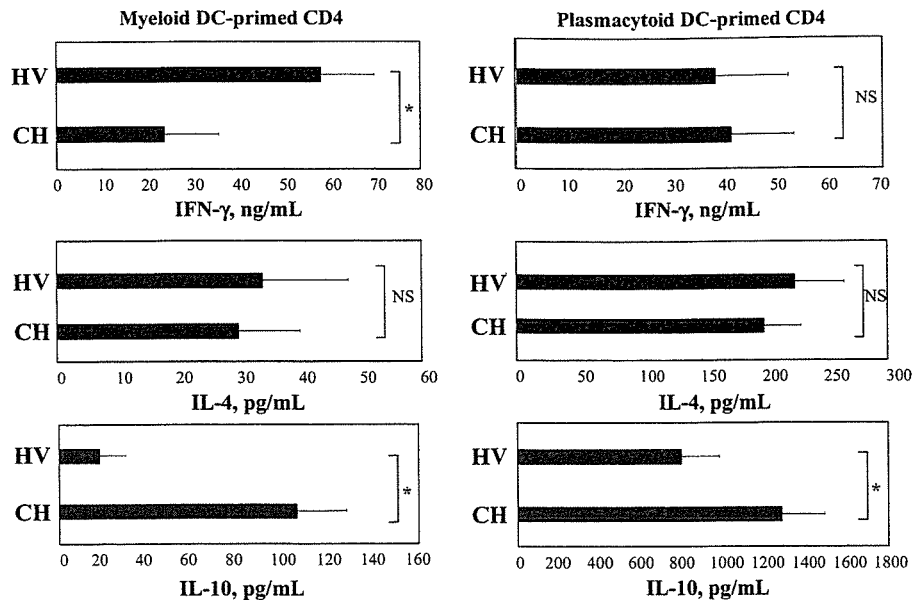 Myeloid DC-primed CD4
HV
CH
*
0 10 20 30 40 50 60 70 80
IFN-γ, ng/mL
HV
CH
NS
0 10 20 30 40 50 60
IL-4, pg/mL
HV
CH
*
0 20 40 60 80 100 120 140 160
IL-10, pg/mL
Plasmacytoid DC-primed CD4
HV
CH
NS
0 10 20 30 40 50 60 70
IFN-γ, ng/mL
HV
CH
NS
0 50 100 150 200 250 300
IL-4, pg/mL
HV
CH
*
0 200 400 600 800 1000 1200 1400 1600 1800
IL-10, pg/mL